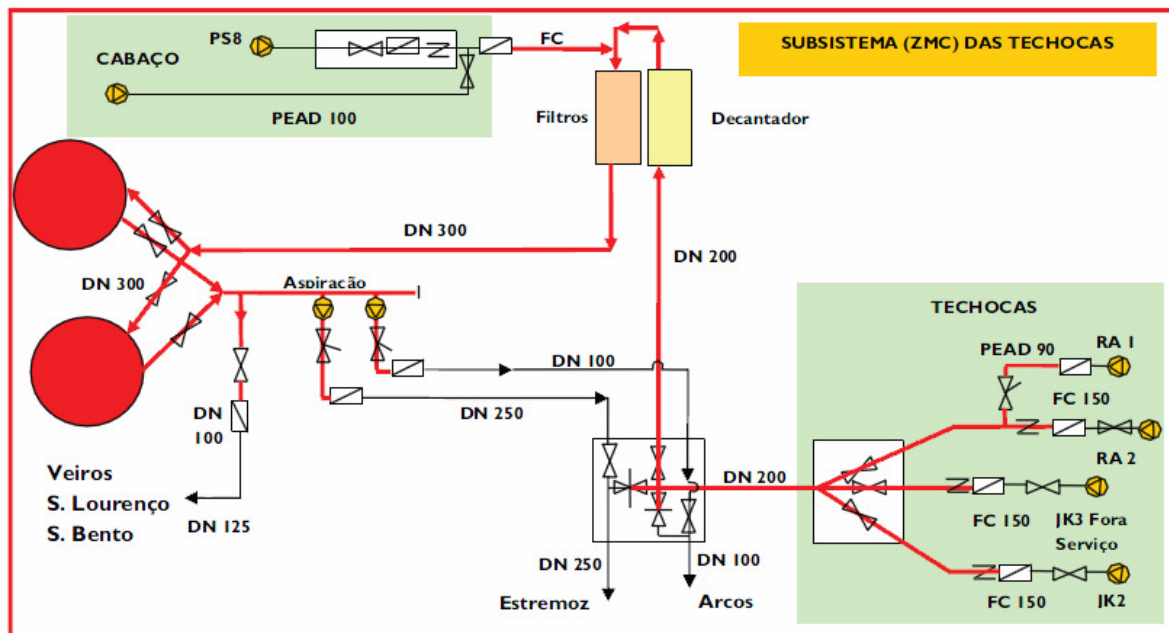 PS8
FC
SUBSISTEMA (ZMC) DAS TECHOCAS
CABAÇO
PEAD 100
Filtros
Decantador
DN 300
DN 200
DN 300
Aspiração
TECHOCAS
RA 1
PEAD 90
DN 100
FC 150
DN 250
DN
100
RA 2
Veiros
S. Lourenço
S. Bento
DN 200
DN 125
FC 150
JK3 Fora
Serviço
DN 250
DN 100
Estremoz
Arcos
FC 150
JK2